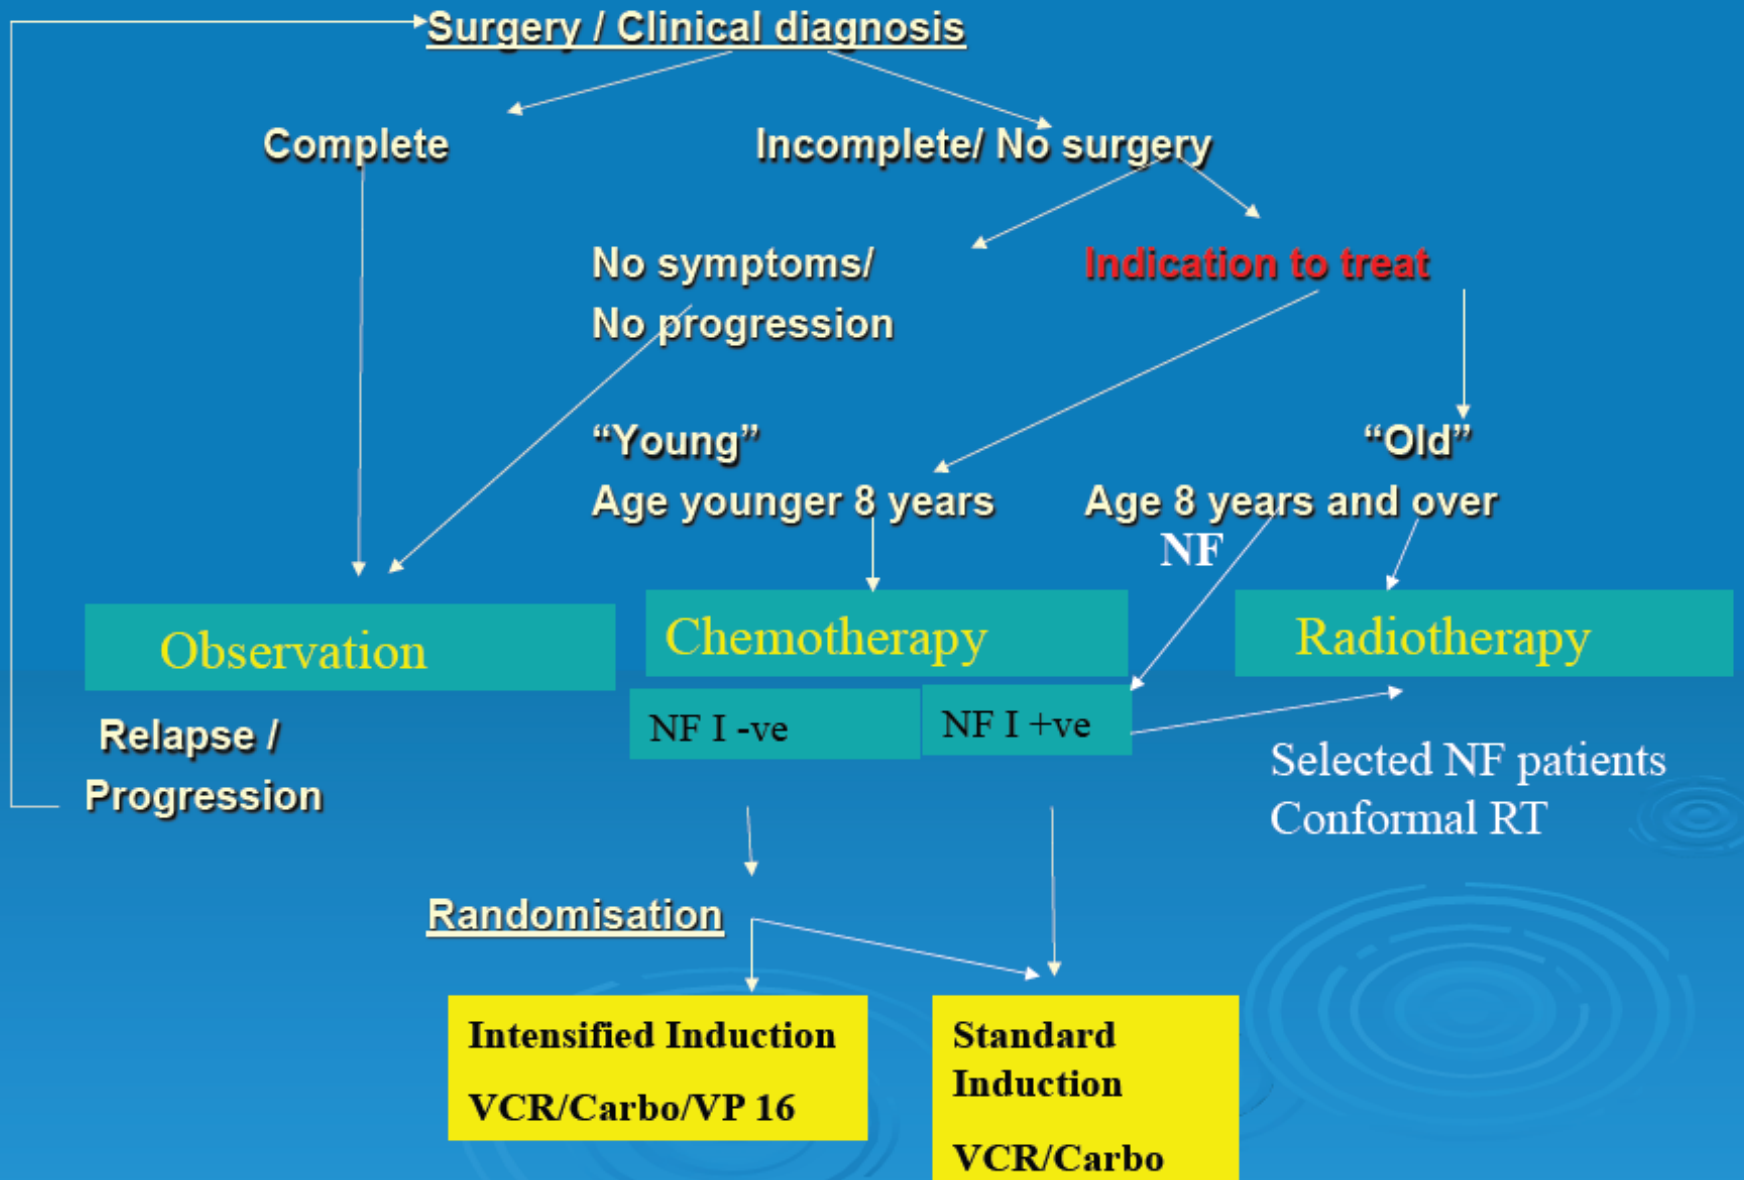 Surgery / Clinical diagnosis
Complete
Incomplete/ No surgery
No symptoms/
No progression
Indication to treat
“Young”
Age younger 8 years
“Old”
Age 8 years and over
NF
Observation
Chemotherapy
Radiotherapy
NF I -ve
NF I +ve
Relapse /
Progression
Selected NF patients
Conformal RT
Randomisation
Intensified Induction
VCR/Carbo/VP 16
Standard
Induction
VCR/Carbo